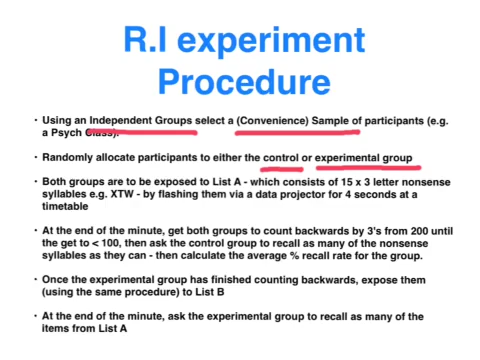 R.I experiment
Procedure
• Using an Independent Groups select a (Convenience) Sample of participants (e.g.
a Psych Class).
• Randomly allocate participants to either the control or experimental group
• Both groups are to be exposed to List A - which consists of 15 x 3 letter nonsense
syllables e.g. XTW - by flashing them via a data projector for 4 seconds at a
timetable
• At the end of the minute, get both groups to count backwards by 3's from 200 until
the get to < 100, then ask the control group to recall as many of the nonsense
syllables as they can - then calculate the average % recall rate for the group.
• Once the experimental group has finished counting backwards, expose them
(using the same procedure) to List B
• At the end of the minute, ask the experimental group to recall as many of the
items from List A